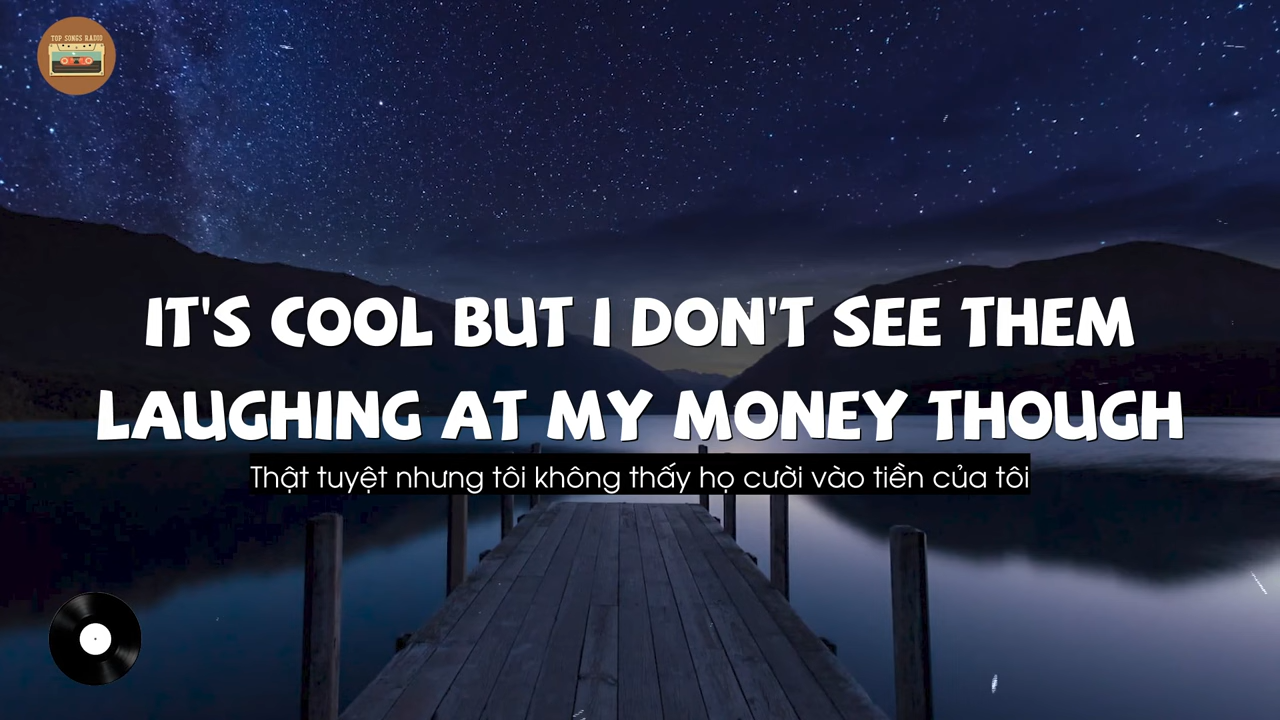 TOP SONGS RADIO
IT'S COOL BUT I DON'T SEE THEM
LAUGHING AT MY MONEY THOUGH
Thật tuyệt nhưng tôi không thấy họ cười vào tiền của tôi